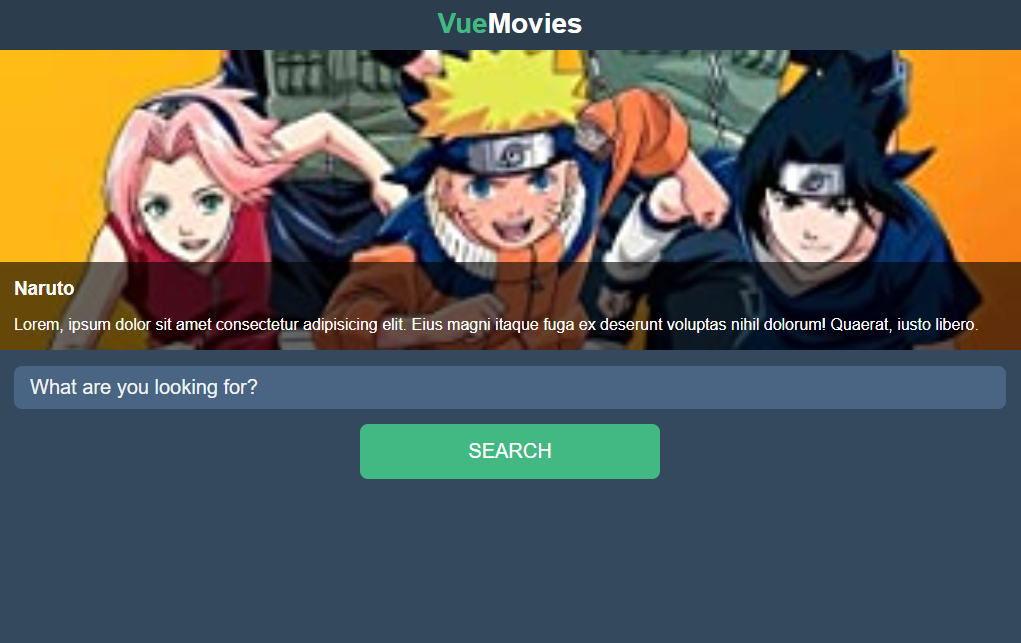 VueMovies
Naruto
Lorem, ipsum dolor sit amet consectetur adipisicing elit. Eius magni itaque fuga ex deserunt voluptas nihil dolorum! Quaerat, iusto libero.
What are you looking for?
SEARCH